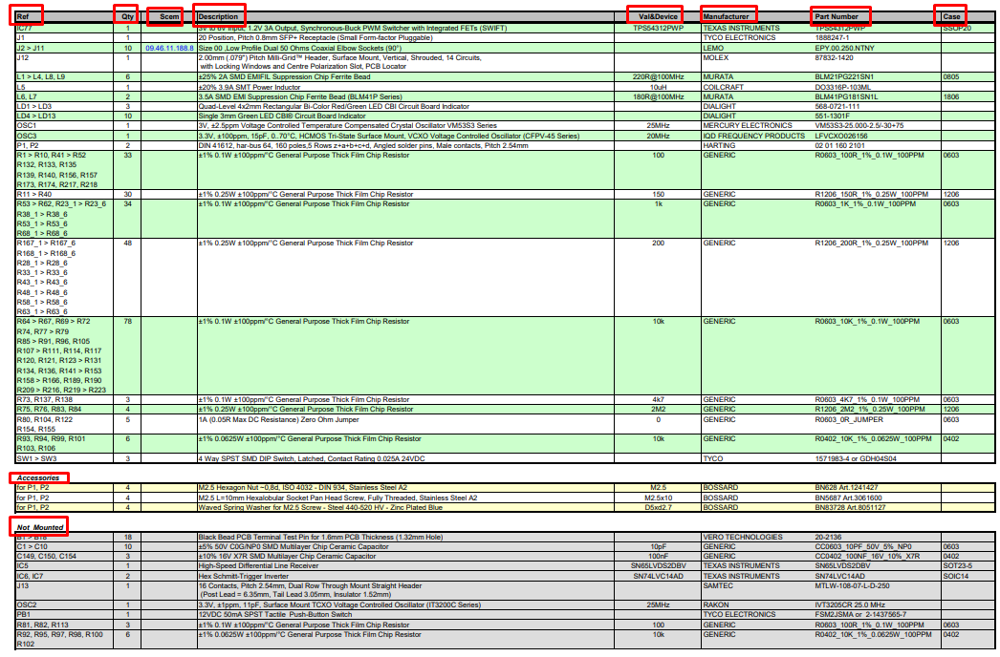 Ref Qty Scem Description Val&Device Manufacturer Part Number Case
IC77 1 3V to 6V Input, 1.2V 3A Output, Synchronous-Buck PWM Switcher with Integrated FETs (SWIFT) TPS54312PWP TEXAS INSTRUMENTS TPS54312PWP SSOP20
J1 1 20 Position, Pitch 0.8mm SFP+ Receptacle (Small Form-factor Pluggable) TYCO ELECTRONICS 1888247-1
J2 > J11 10 09.46.11.188.8 Size 00 ,Low Profile Dual 50 Ohms Coaxial Elbow Sockets (90°) LEMO EPY.00.250.NTNY
J12 1 2.00mm (.079") Pitch Milli-Grid™ Header, Surface Mount, Vertical, Shrouded, 14 Circuits, MOLEX 87832-1420
with Locking Windows and Centre Polarization Slot, PCB Locator
L1 > L4, L8, L9 6 ±25% 2A SMD EMIFIL Suppression Chip Ferrite Bead 220R@100MHz MURATA BLM21PG221SN1 0805
L5 1 ±20% 3.9A SMT Power Inductor 10uH COILCRAFT DO3316P-103ML
L6, L7 2 3.5A SMD EMI Suppression Chip Ferrite Bead (BLM41P Series) 180R@100MHz MURATA BLM41PG181SN1L 1806
LD1 > LD3 3 Quad-Level 4x2mm Rectangular Bi-Color Red/Green LED CBI Circuit Board Indicator DIALIGHT 568-0721-111
LD4 > LD13 10 Single 3mm Green LED CBI® Circuit Board Indicator DIALIGHT 551-1301F
OSC1 1 3V, ±2.5ppm Voltage Controlled Temperature Compensated Crystal Oscillator VM53S3 Series 25MHz MERCURY ELECTRONICS VM53S3-25.000-2.5/-30+75
OSC3 1 3.3V, ±100ppm, 15pF, 0..70°C, HCMOS Tri-State Surface Mount, VCXO Voltage Controlled Oscillator (CFPV-45 Series) 20MHz IQD FREQUENCY PRODUCTS LFVCXO026156
P1, P2 2 DIN 41612, har-bus 64, 160 poles,5 Rows z+a+b+c+d, Angled solder pins, Male contacts, Pitch 2.54mm HARTING 02 01 160 2101
R1 > R10, R41 > R52 33 ±1% 0.1W ±100ppm/°C General Purpose Thick Film Chip Resistor 100 GENERIC R0603_100R_1%_0.1W_100PPM 0603
R132, R133, R135
R139, R140, R156, R157
R173, R174, R217, R218
R11 > R40 30 ±1% 0.25W ±100ppm/°C General Purpose Thick Film Chip Resistor 150 GENERIC R1206_150R_1%_0.25W_100PPM 1206
R53 > R62, R23_1 > R23_6 34 ±1% 0.1W ±100ppm/°C General Purpose Thick Film Chip Resistor 1k GENERIC R0603_1K_1%_0.1W_100PPM 0603
R38_1 > R38_6
R53_1 > R53_6
R68_1 > R68_6
R167_1 > R167_6 48 ±1% 0.25W ±100ppm/°C General Purpose Thick Film Chip Resistor 200 GENERIC R1206_200R_1%_0.25W_100PPM 1206
R168_1 > R168_6
R28_1 > R28_6
R33_1 > R33_6
R43_1 > R43_6
R48_1 > R48_6
R58_1 > R58_6
R63_1 > R63_6
R64 > R67, R69 > R72 78 ±1% 0.1W ±100ppm/°C General Purpose Thick Film Chip Resistor 10k GENERIC R0603_10K_1%_0.1W_100PPM 0603
R74, R77 > R79
R85 > R91, R96, R105
R107 > R111, R114, R117
R120, R121, R123 > R131
R134, R136, R141 > R153
R158 > R166, R189, R190
R209 > R216, R219 > R223
R73, R137, R138 3 ±1% 0.1W ±100ppm/°C General Purpose Thick Film Chip Resistor 4k7 GENERIC R0603_4K7_1%_0.1W_100PPM 0603
R75, R76, R83, R84 4 ±1% 0.25W ±100ppm/°C General Purpose Thick Film Chip Resistor 2M2 GENERIC R1206_2M2_1%_0.25W_100PPM 1206
R80, R104, R122 5 1A (0.05R Max DC Resistance) Zero Ohm Jumper 0 GENERIC R0603_0R_JUMPER 0603
R154, R155
R93, R94, R99, R101 6 ±1% 0.0625W ±100ppm/°C General Purpose Thick Film Chip Resistor 10k GENERIC R0402_10K_1%_0.0625W_100PPM 0402
R103, R106
SW1 > SW3 3 4 Way SPST SMD DIP Switch, Latched, Contact Rating 0.025A 24VDC TYCO 1571983-4 or GDH04S04
Accessories
for P1, P2 4 M2.5 Hexagon Nut ~0,8d, ISO 4032 - DIN 934, Stainless Steel A2 M2.5 BOSSARD BN628 Art.1241427
for P1, P2 4 M2.5 L=10mm Hexalobular Socket Pan Head Screw, Fully Threaded, Stainless Steel A2 M2.5x10 BOSSARD BN5687 Art.3061600
for P1, P2 4 Waved Spring Washer for M2.5 Screw - Steel 440-520 HV - Zinc Plated Blue D5xd2.7 BOSSARD BN83728 Art.8051127
Not Mounted
B1 > B18 18 Black Bead PCB Terminal Test Pin for 1.6mm PCB Thickness (1.32mm Hole) VERO TECHNOLOGIES 20-2136
C1 > C10 10 ±5% 50V C0G/NP0 SMD Multilayer Chip Ceramic Capacitor 10pF GENERIC CC0603_10PF_50V_5%_NP0 0603
C149, C150, C154 3 ±10% 16V X7R SMD Multilayer Chip Ceramic Capacitor 100nF GENERIC CC0402_100NF_16V_10%_X7R 0402
IC5 1 High-Speed Differential Line Receiver SN65LVDS2DBV TEXAS INSTRUMENTS SN65LVDS2DBV SOT23-5
IC6, IC7 2 Hex Schmitt-Trigger Inverter SN74LVC14AD TEXAS INSTRUMENTS SN74LVC14AD SOIC14
J13 1 16 Contacts, Pitch 2.54mm, Dual Row Through Mount Straight Header SAMTEC MTLW-108-07-L-D-250
(Post Lead = 6.35mm, Tail Lead 3.05mm, Insulator 1.52mm)
OSC2 1 3.3V, ±1ppm, 11pF, Surface Mount TCXO Voltage Controlled Oscillator (IT3200C Series) 25MHz RAKON IVT3205CR 25.0 MHz
PB1 1 12VDC 50mA SPST Tactile Push-Button Switch TYCO ELECTRONICS FSM2JSMA or 2-1437565-7
R81, R82, R113 3 ±1% 0.1W ±100ppm/°C General Purpose Thick Film Chip Resistor 100 GENERIC R0603_100R_1%_0.1W_100PPM 0603
R92, R95, R97, R98, R100 6 ±1% 0.0625W ±100ppm/°C General Purpose Thick Film Chip Resistor 10k GENERIC R0402_10K_1%_0.0625W_100PPM 0402
R102